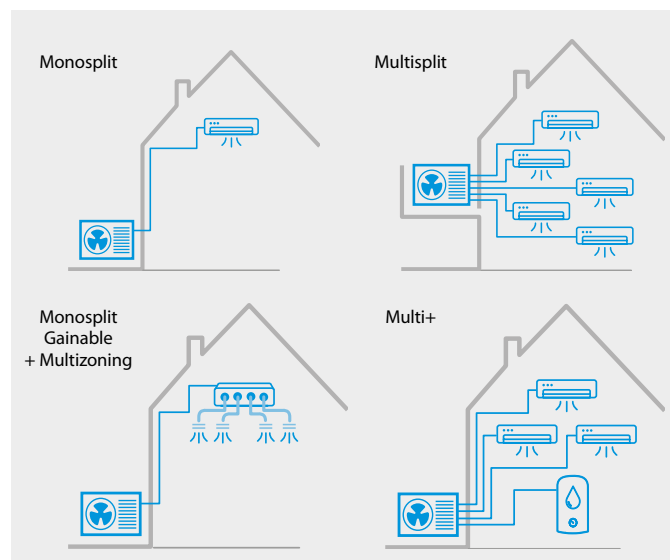 Monosplit
Multisplit
Monosplit
Gainable
+ Multizoning
Multi+